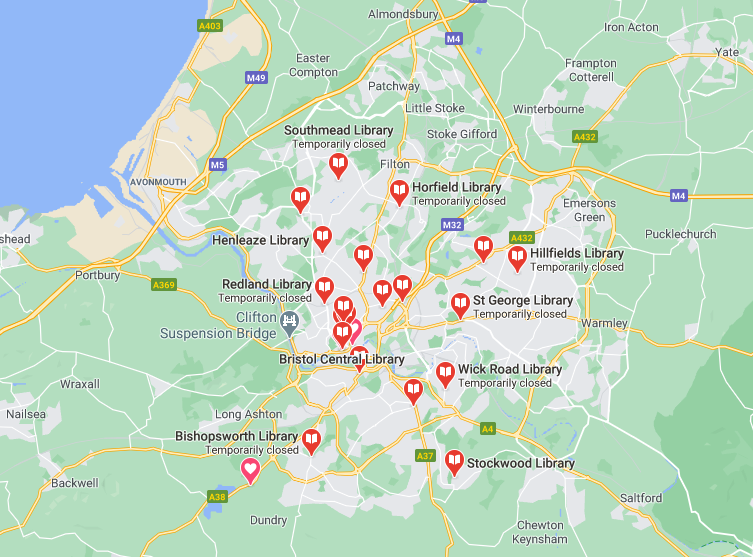 Almondsbury
A403
M4
Iron Acton
Yate
Easter
Compton
M49
Frampton
Cotterell
Patchway
Little Stoke
Winterbourne
Southmead Library
Temporarily closed
Stoke Gifford
A432
M5
Filton
AVONMOUTH
Horfield Library
Temporarily closed
M4
Emersons
Green
M32
Henleaze Library
A432
Pucklechurch
shead
Hillfields Library
Temporarily closed
Portbury
A369
Redland Library
Temporarily closed
St George Library
Temporarily closed
Clifton
Suspension Bridge
Warmley
Bristol Central Library
Wick Road Library
Temporarily closed
Wraxall
Nailsea
Long Ashton
A4
Bishopsworth Library
Temporarily closed
A37
Stockwood Library
Backwell
A38
Saltford
Dundry
Chewton
Keynsham